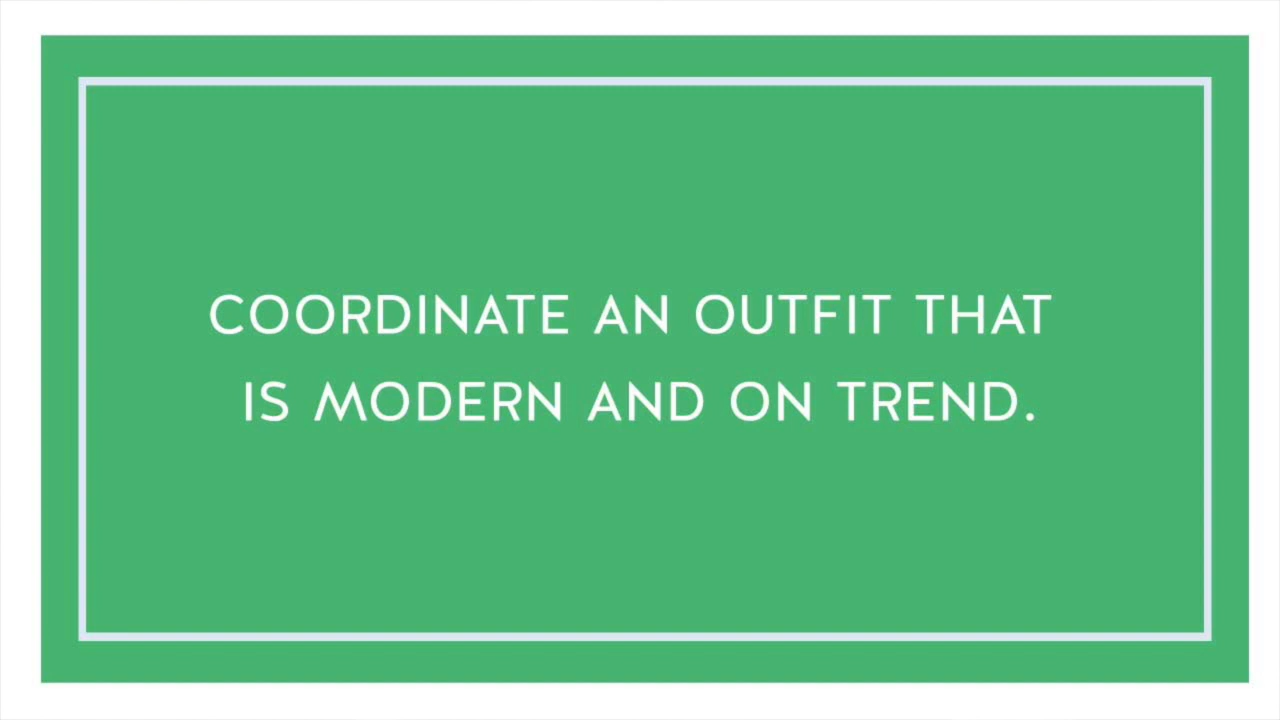 COORDINATE AN OUTFIT THAT
IS MODERN AND ON TREND.